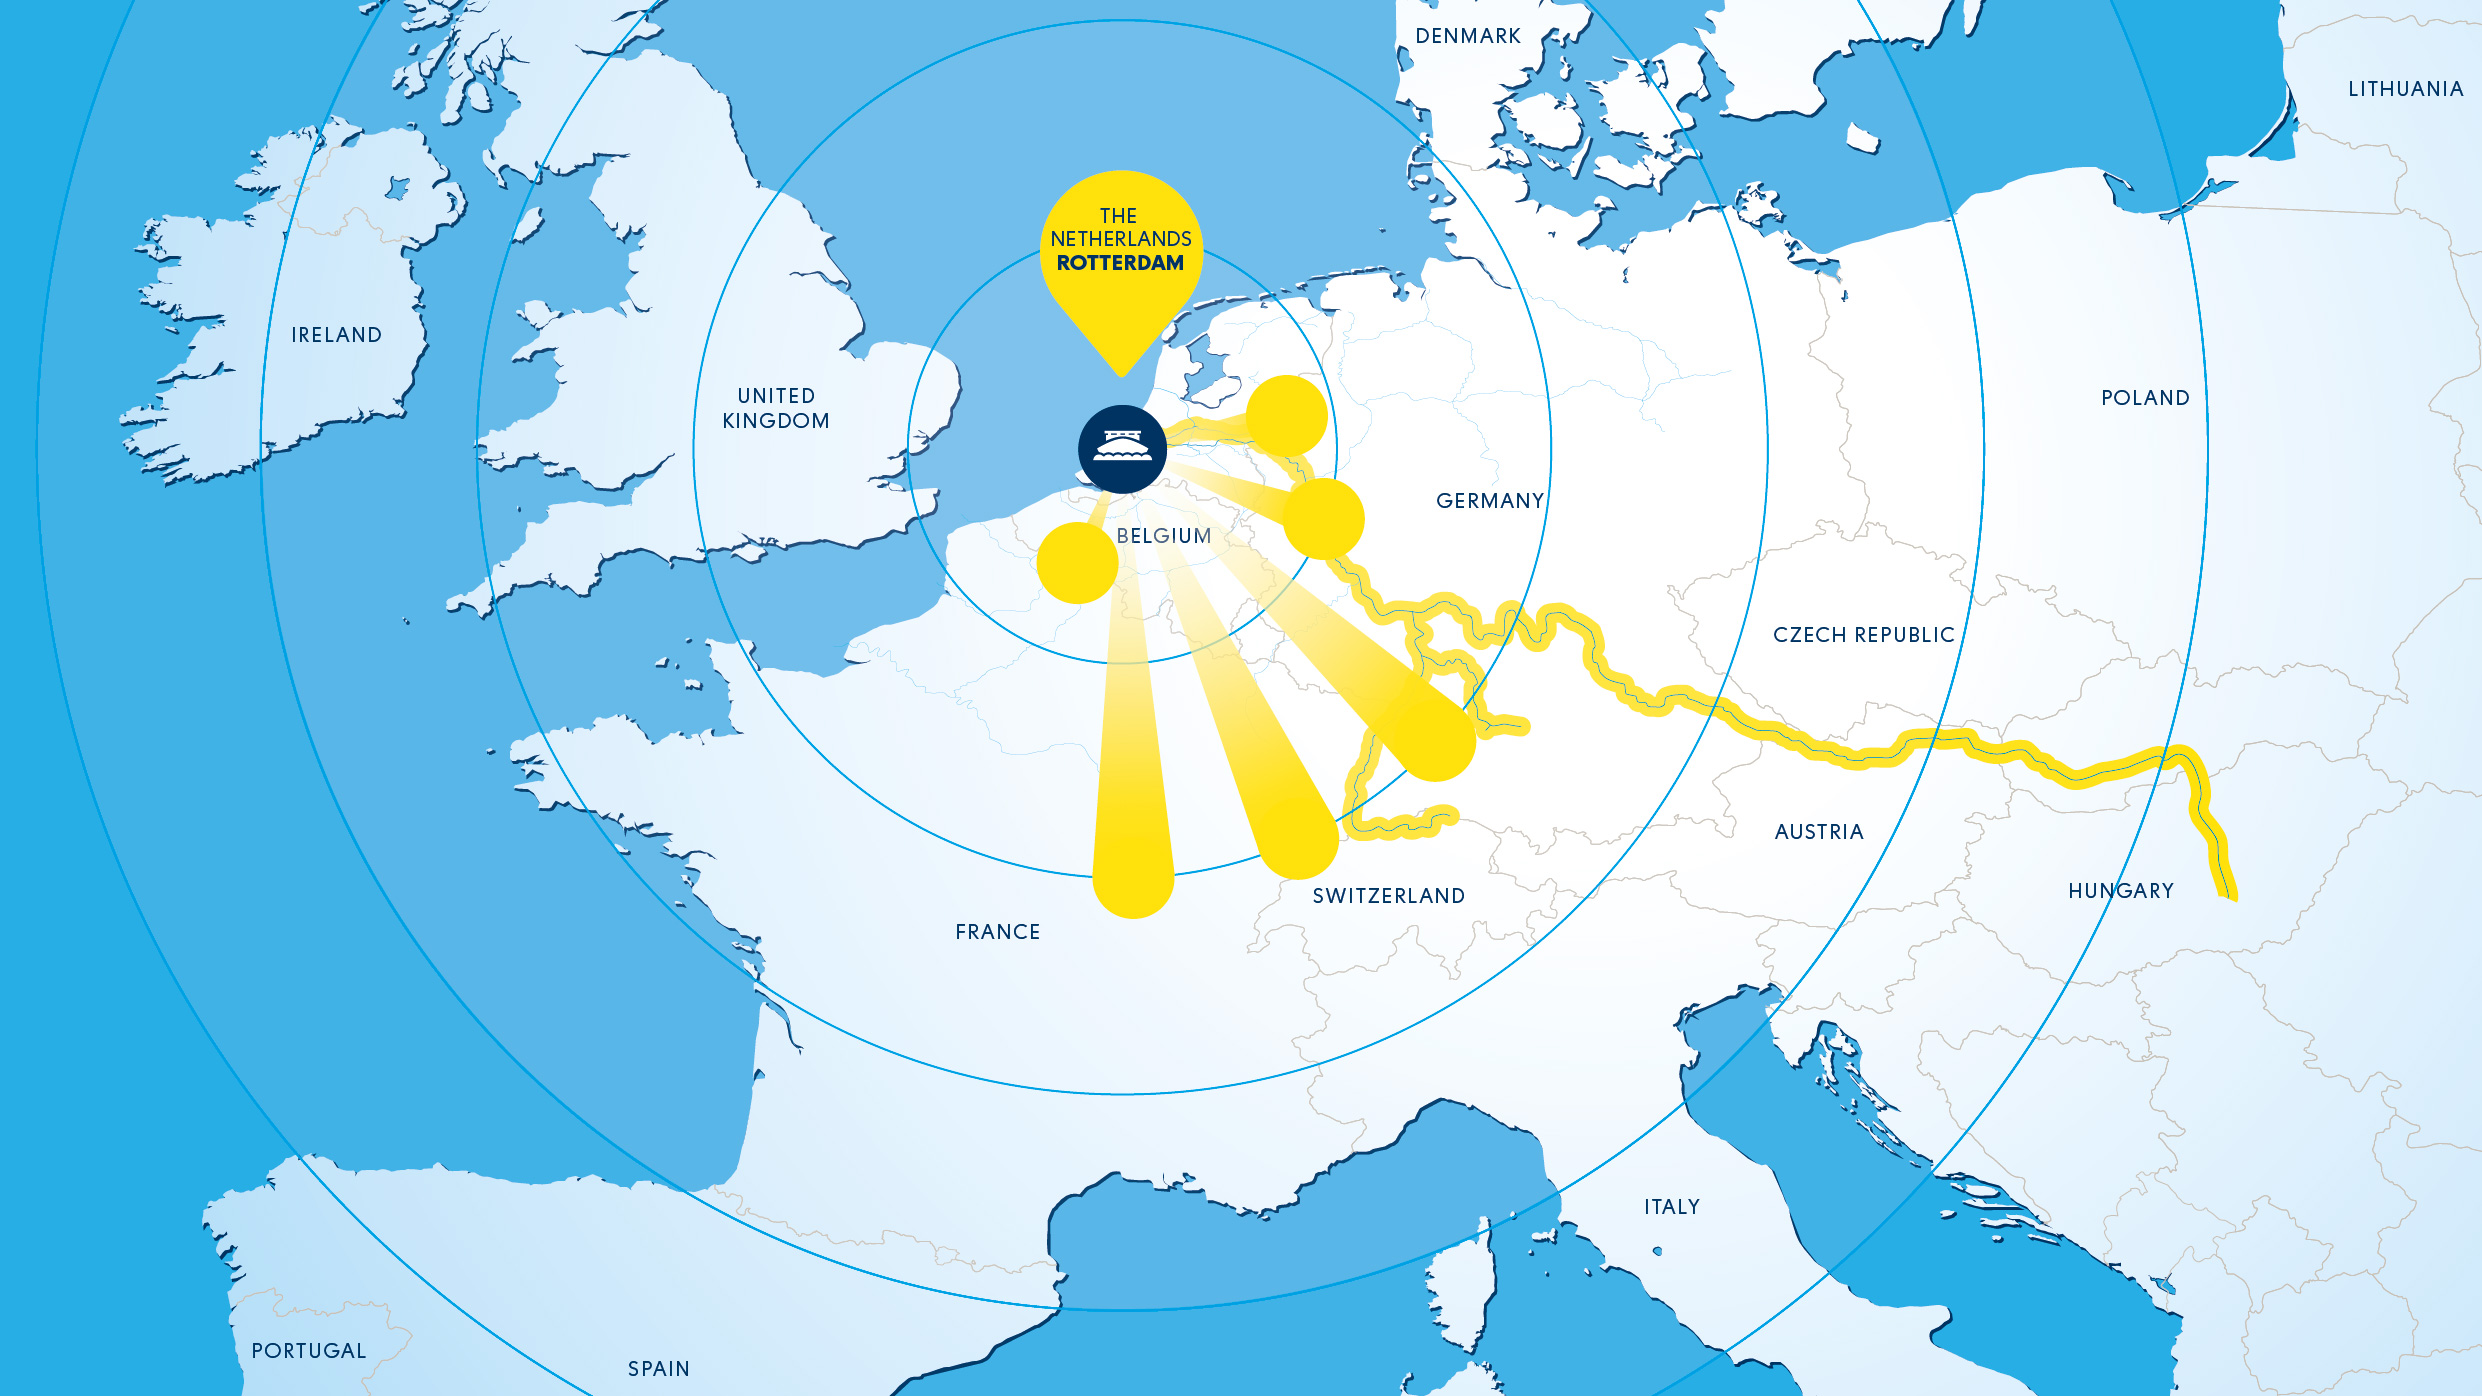 DENMARK
LITHUANIA
THE
NETHERLANDS
ROTTERDAM
IRELAND
UNITED
KINGDOM
POLAND
GERMANY
BELGIUM
CZECH REPUBLIC
AUSTRIA
HUNGARY
SWITZERLAND
FRANCE
ITALY
PORTUGAL
SPAIN